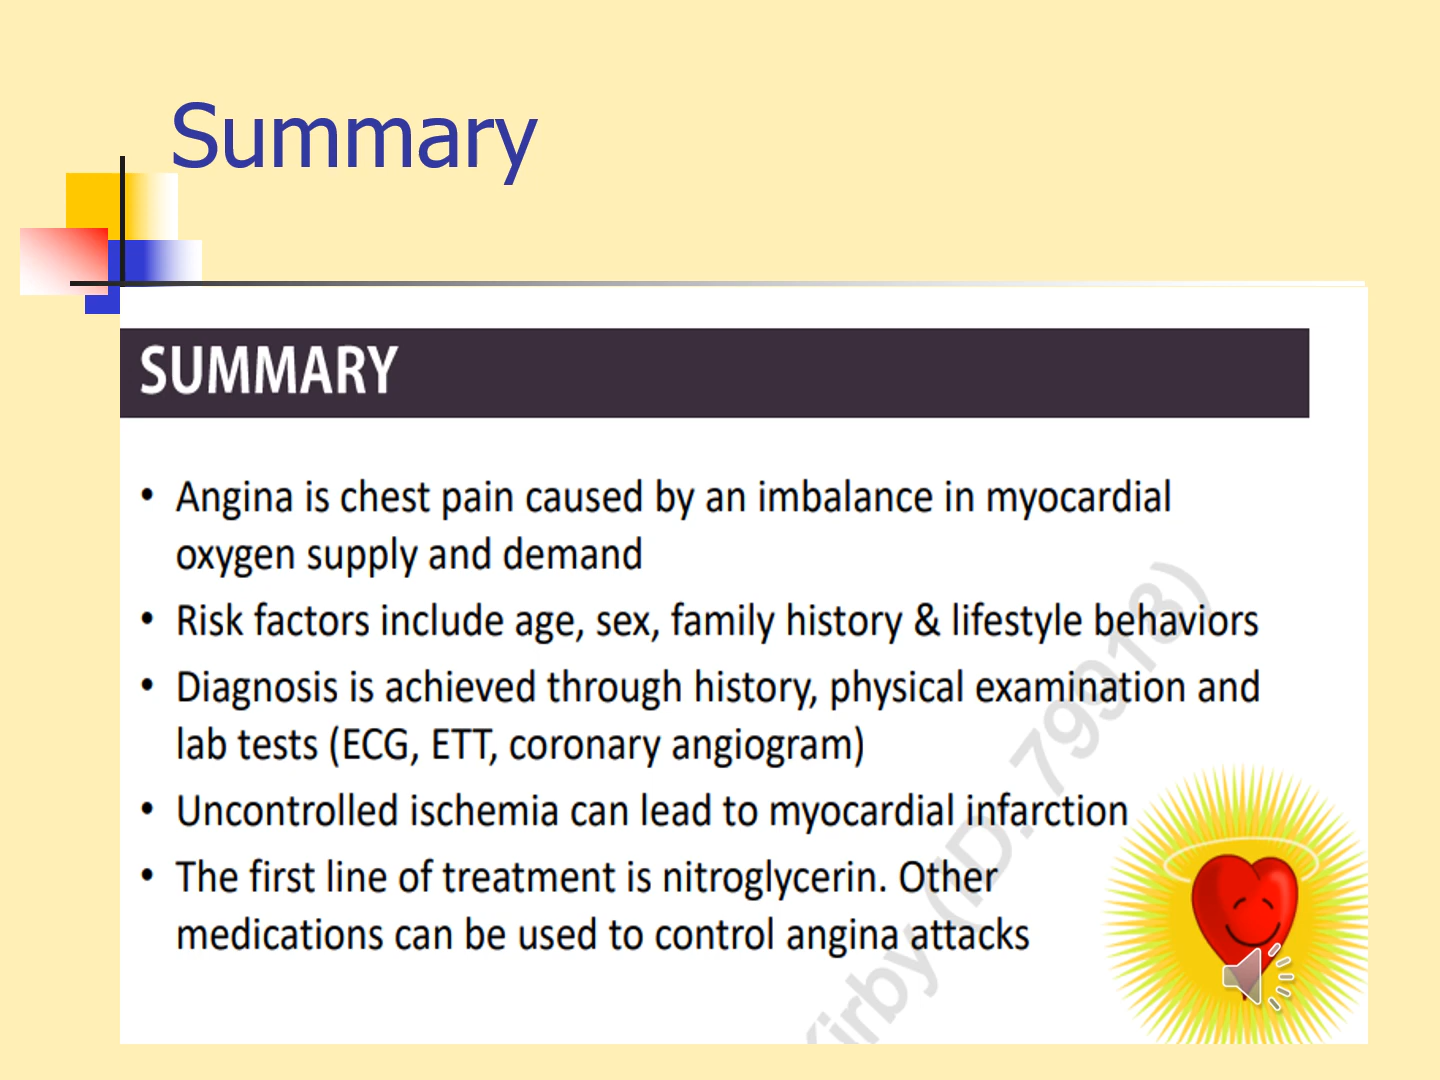 Summary
SUMMARY
• Angina is chest pain caused by an imbalance in myocardial
oxygen supply and demand
• Risk factors include age, sex, family history & lifestyle behaviors
• Diagnosis is achieved through history, physical examination and
lab tests (ECG, ETT, coronary angiogram)
• Uncontrolled ischemia can lead to myocardial infarction
• The first line of treatment is nitroglycerin. Other
medications can be used to control angina attacks
Kirby (ID: 79913)